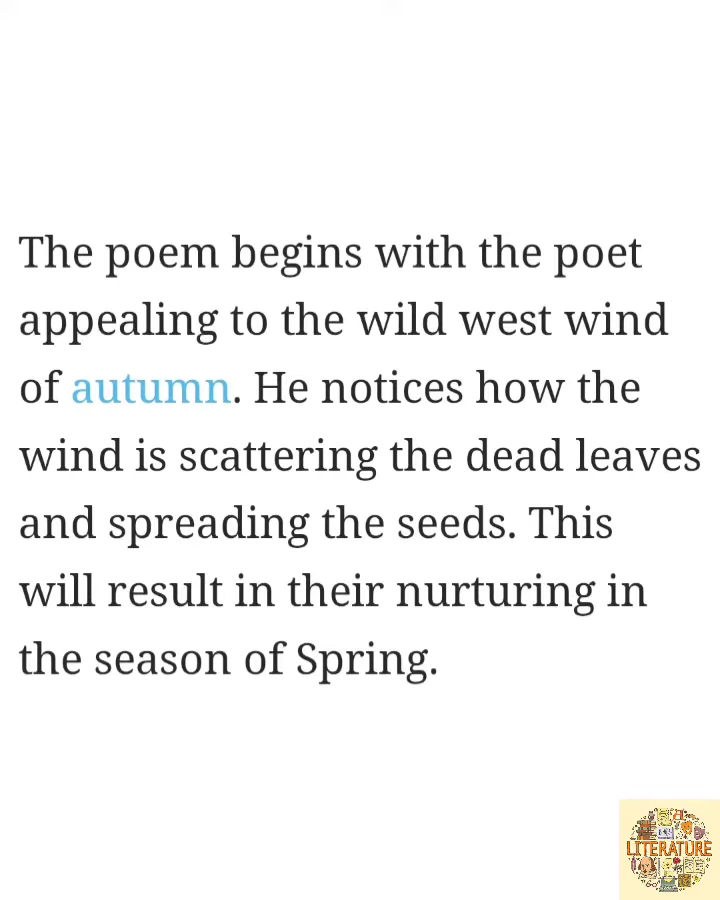 The poem begins with the poet
appealing to the wild west wind
of autumn. He notices how the
wind is scattering the dead leaves
and spreading the seeds. This
will result in their nurturing in
the season of Spring.
LITERATURE